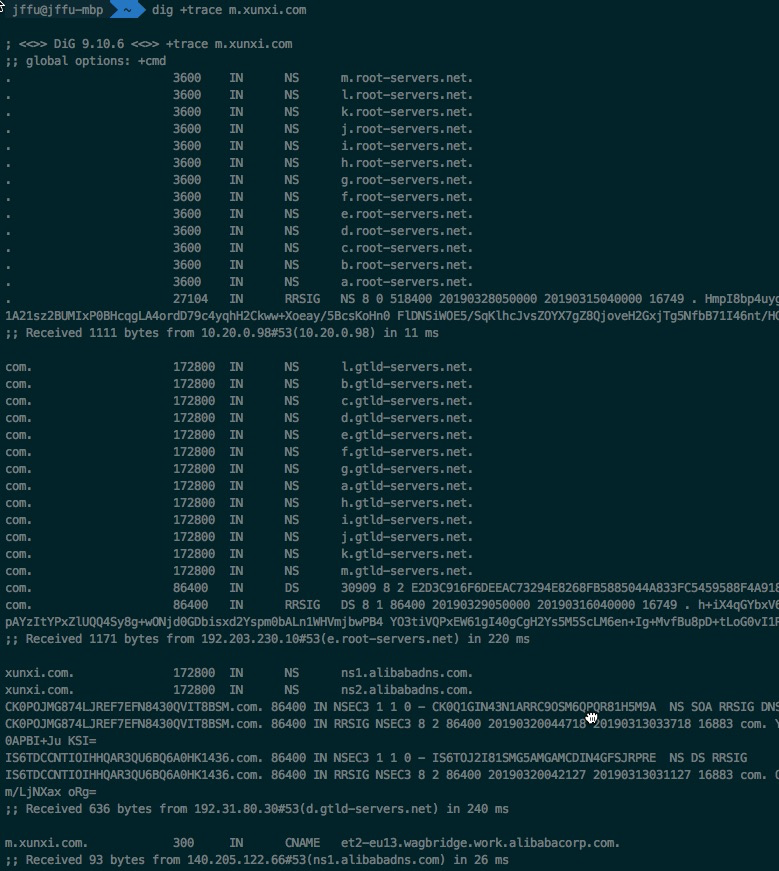 jffu@jffu-mbp ~ dig +trace m.xunxi.com
; <<>> DiG 9.10.6 <<>> +trace m.xunxi.com
;; global options: +cmd
. 3600 IN NS m.root-servers.net.
. 3600 IN NS l.root-servers.net.
. 3600 IN NS k.root-servers.net.
. 3600 IN NS j.root-servers.net.
. 3600 IN NS i.root-servers.net.
. 3600 IN NS h.root-servers.net.
. 3600 IN NS g.root-servers.net.
. 3600 IN NS f.root-servers.net.
. 3600 IN NS e.root-servers.net.
. 3600 IN NS d.root-servers.net.
. 3600 IN NS c.root-servers.net.
. 3600 IN NS b.root-servers.net.
. 3600 IN NS a.root-servers.net.
. 27104 IN RRSIG NS 8 0 518400 20190328050000 20190315040000 16749 . HmpI8bp4uyg
1A21sz2BUMIxP0BHcqgLA4ordD79c4yqhH2Ckww+Xoeay/5BcsKoHn0 FlDNSiWOE5/SqKlhcJvsZOYX7gZ8QjoveH2GxjTg5NfbB71I46nt/HO
;; Received 1111 bytes from 10.20.0.98#53(10.20.0.98) in 11 ms
com. 172800 IN NS l.gtld-servers.net.
com. 172800 IN NS b.gtld-servers.net.
com. 172800 IN NS c.gtld-servers.net.
com. 172800 IN NS d.gtld-servers.net.
com. 172800 IN NS e.gtld-servers.net.
com. 172800 IN NS f.gtld-servers.net.
com. 172800 IN NS g.gtld-servers.net.
com. 172800 IN NS a.gtld-servers.net.
com. 172800 IN NS h.gtld-servers.net.
com. 172800 IN NS i.gtld-servers.net.
com. 172800 IN NS j.gtld-servers.net.
com. 172800 IN NS k.gtld-servers.net.
com. 172800 IN NS m.gtld-servers.net.
com. 86400 IN DS 30909 8 2 E2D3C916F6DEEAC73294E8268FB5885044A833FC5459588F4A918
com. 86400 IN RRSIG DS 8 1 86400 20190329050000 20190316040000 16749 . h+iX4qGYbxV6
pAYzItYPxZlUQQ4Sy8g+wONjd0GDbisxd2Yspm0bALn1WHVmjbwPB4 YO3tiVQPxEW61gI40gCgH2Ys5M5ScLM6en+Ig+MvfBu8pD+tLoG0vI1F
;; Received 1171 bytes from 192.203.230.10#53(e.root-servers.net) in 220 ms
xunxi.com. 172800 IN NS ns1.alibabadns.com.
xunxi.com. 172800 IN NS ns2.alibabadns.com.
CK0POJMG874LJREF7EFN8430QVIT8BSM.com. 86400 IN NSEC3 1 1 0 - CK0Q1GIN43N1ARRC9OSM6QPQR81H5M9A NS SOA RRSIG DNS
CK0POJMG874LJREF7EFN8430QVIT8BSM.com. 86400 IN RRSIG NSEC3 8 2 86400 20190320044718 20190313033718 16883 com. Y
0APBI+Ju KSI=
IS6TDCCNTIOIHHQAR3QU6BQ6A0HK1436.com. 86400 IN NSEC3 1 1 0 - IS6TOJ2I81SMG5AMGAMCDIN4GFSJRPRE NS DS RRSIG
IS6TDCCNTIOIHHQAR3QU6BQ6A0HK1436.com. 86400 IN RRSIG NSEC3 8 2 86400 20190320042127 20190313031127 16883 com.
m/LjNXax oRg=
;; Received 636 bytes from 192.31.80.30#53(d.gtld-servers.net) in 240 ms
m.xunxi.com. 300 IN CNAME et2-eu13.wagbridge.work.alibabacorp.com.
;; Received 93 bytes from 140.205.122.66#53(ns1.alibabadns.com) in 26 ms